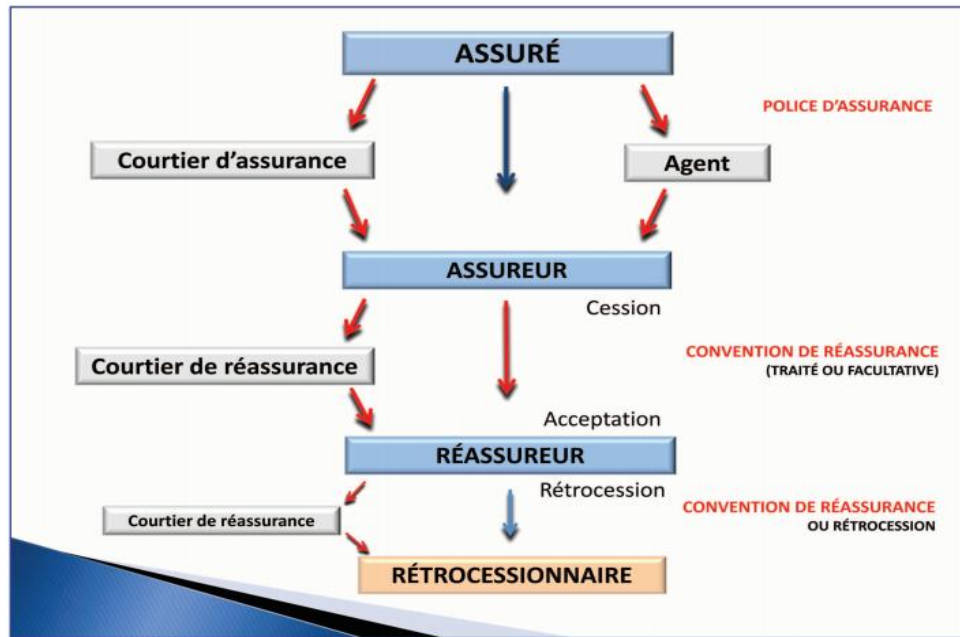 ASSURÉ
POLICE D'ASSURANCE
Courtier d'assurance
Agent
ASSUREUR
Cession
Courtier de réassurance
CONVENTION DE RÉASSURANCE
(TRAITÉ OU FACULTATIVE)
Acceptation
RÉASSUREUR
Rétrocession
Courtier de réassurance
CONVENTION DE RÉASSURANCE
OU RÉTROCESSION
RÉTROCESSIONNAIRE